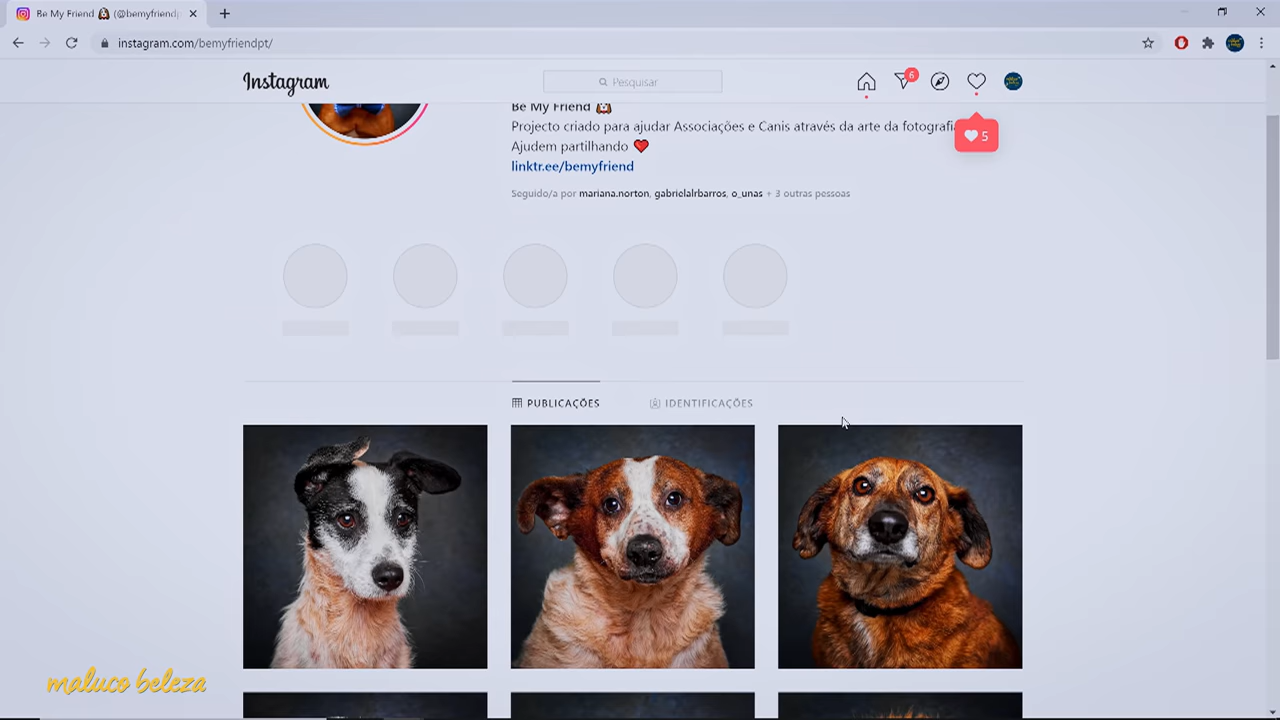 Be My Friend 🐶 (@bemyfriendp
instagram.com/bemyfriendpt/
Instagram
Pesquisar
6
Be My Friend 🐶
Projecto criado para ajudar Associações e Canis através da arte da fotografia
5
Ajudem partilhando ❤️
linktr.ee/bemyfriend
Seguido/a por mariana.norton, gabrielalrbarros, o_unas + 3 outras pessoas
PUBLICAÇÕES
IDENTIFICAÇÕES
maluco beleza